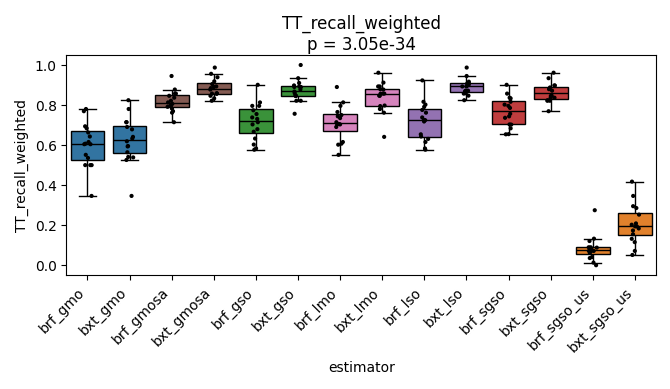 TT_recall_weighted
p = 3.05e-34
TT_recall_weighted
1.0
0.8
0.6
0.4
0.2
0.0
brf_gmo
bxt_gmo
brf_gmosa
bxt_gmosa
brf_gso
bxt_gso
brf_lmo
bxt_lmo
brf_lso
bxt_lso
brf_sgso
bxt_sgso
brf_sgso_us
bxt_sgso_us
estimator